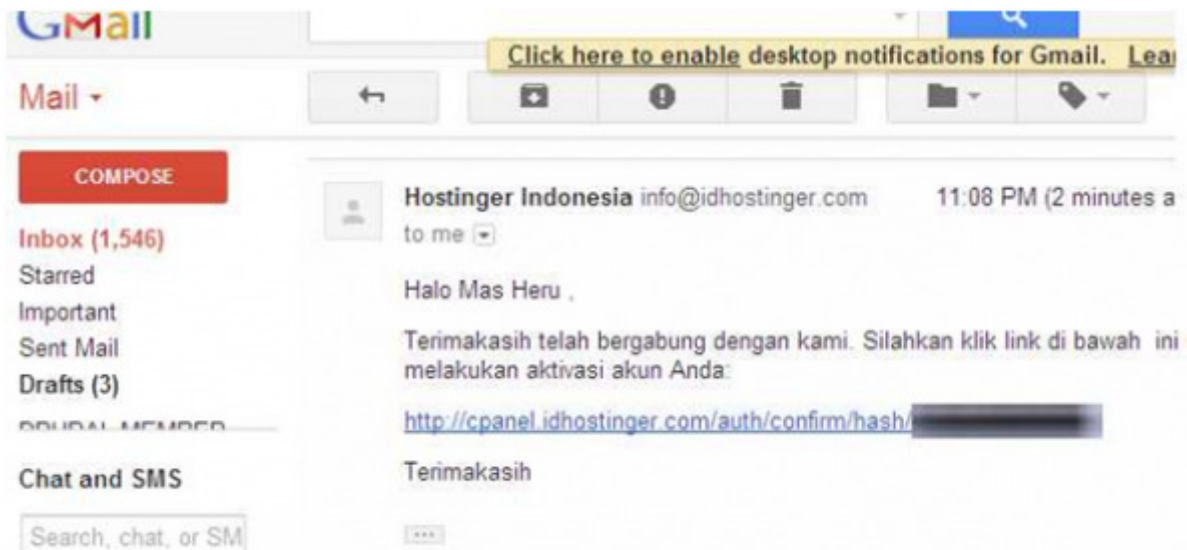 GMail
Click here to enable desktop notifications for Gmail. Lea
Mail
COMPOSE
Inbox (1,546)
Starred
Important
Sent Mail
Drafts (3)
Chat and SMS
Search, chat, or SM
Hostinger Indonesia info@idhostinger.com 11:08 PM (2 minutes a
to me
Halo Mas Heru ,
Terimakasih telah bergabung dengan kami. Silahkan klik link di bawah ini
melakukan aktivasi akun Anda:
http://cpanel.idhostinger.com/auth/confirm/hash/
Terimakasih